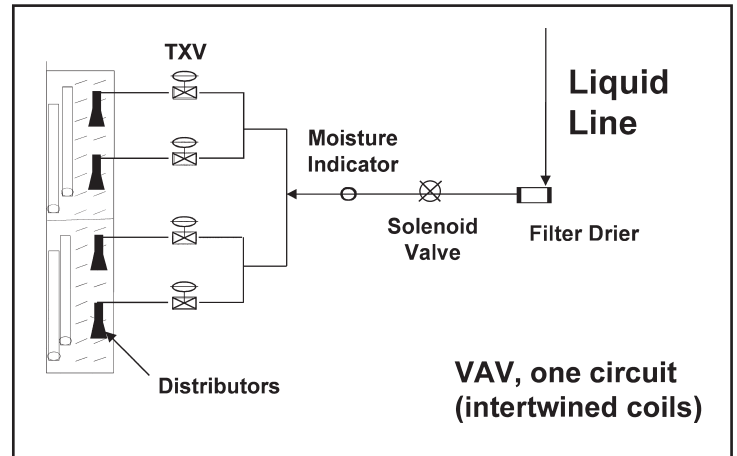 TXV
Liquid
Line
Moisture
Indicator
Solenoid
Valve
Filter Drier
Distributors
VAV, one circuit
(intertwined coils)